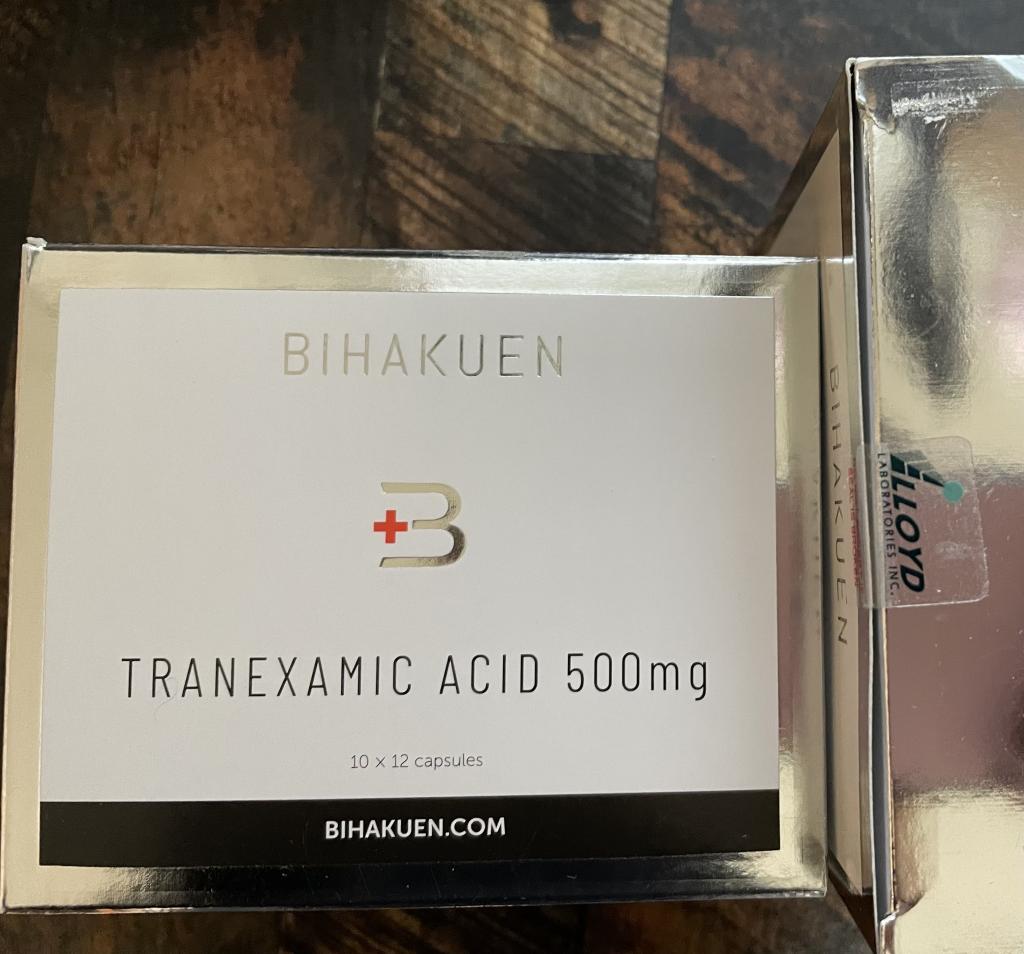 BIHAKUEN
TRANEXAMIC ACID 500mg
10 x 12 capsules
BIHAKUEN.COM
BIHAKUEN
LLOYD
LABORATORIES INC.